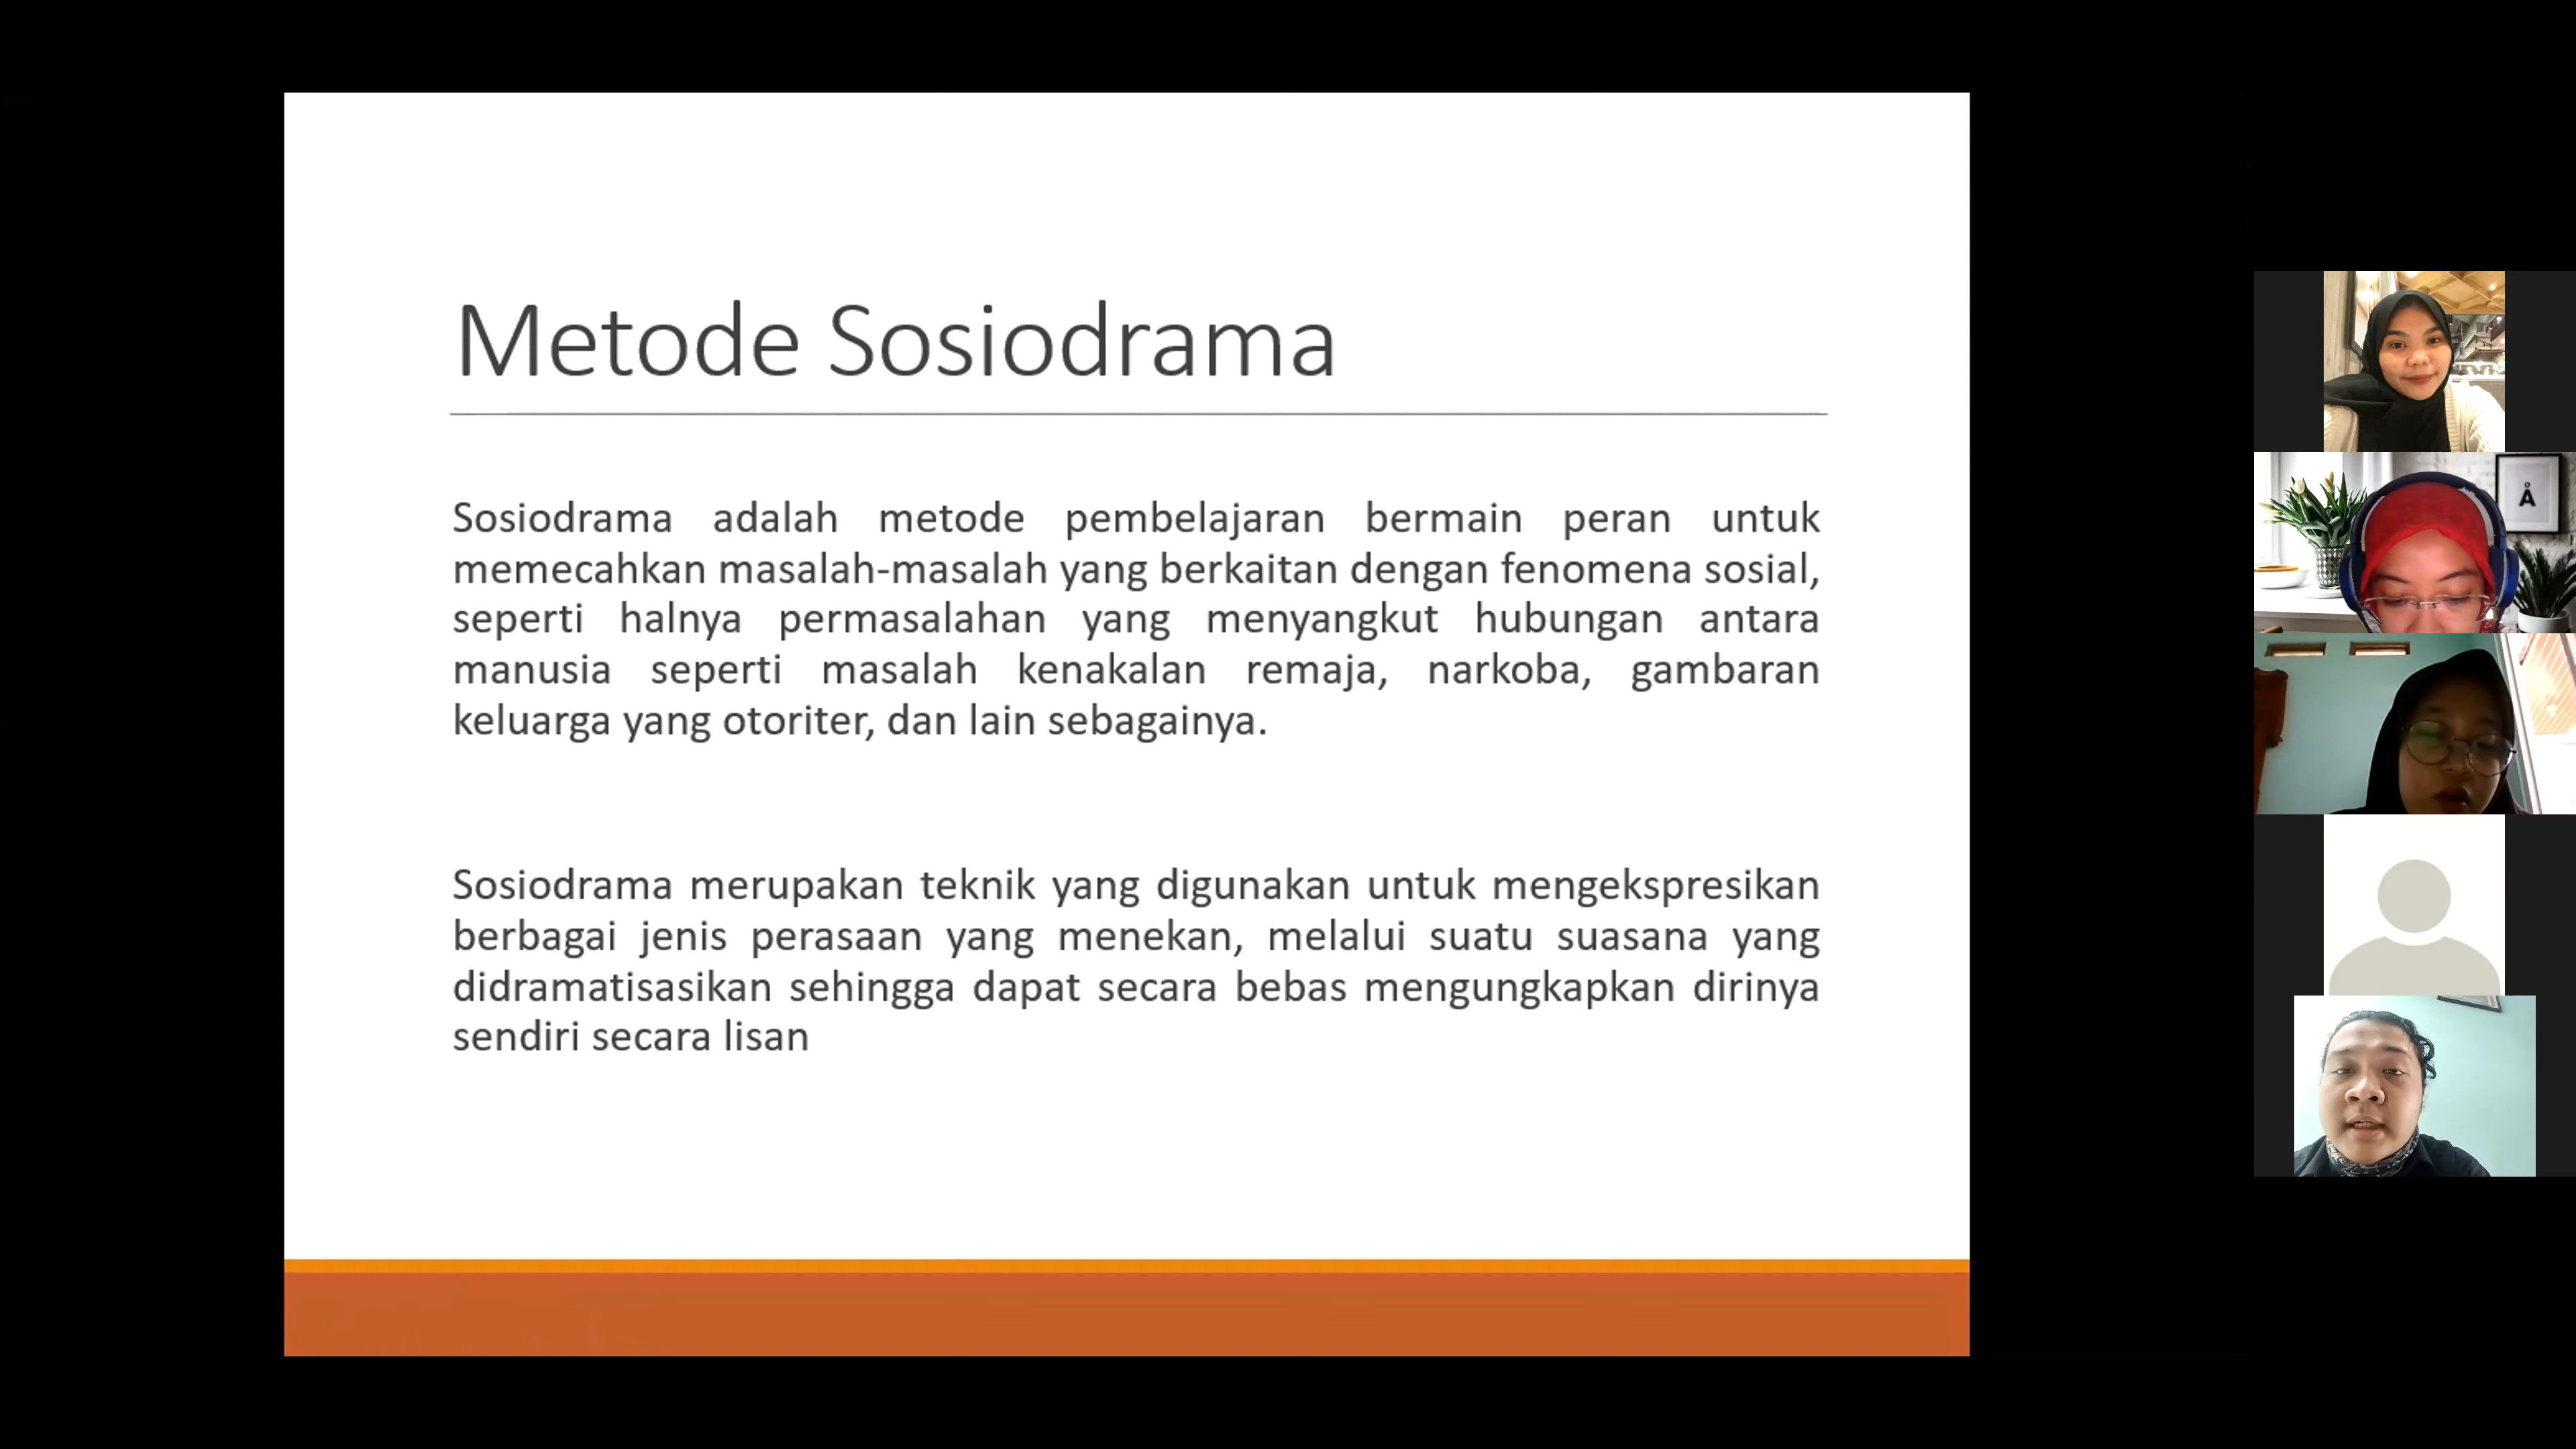 Metode Sosiodrama
Sosiodrama adalah metode pembelajaran bermain peran untuk
memecahkan masalah-masalah yang berkaitan dengan fenomena sosial,
seperti halnya permasalahan yang menyangkut hubungan antara
manusia seperti masalah kenakalan remaja, narkoba, gambaran
keluarga yang otoriter, dan lain sebagainya.
Sosiodrama merupakan teknik yang digunakan untuk mengekspresikan
berbagai jenis perasaan yang menekan, melalui suatu suasana yang
didramatisasikan sehingga dapat secara bebas mengungkapkan dirinya
sendiri secara lisan
Å